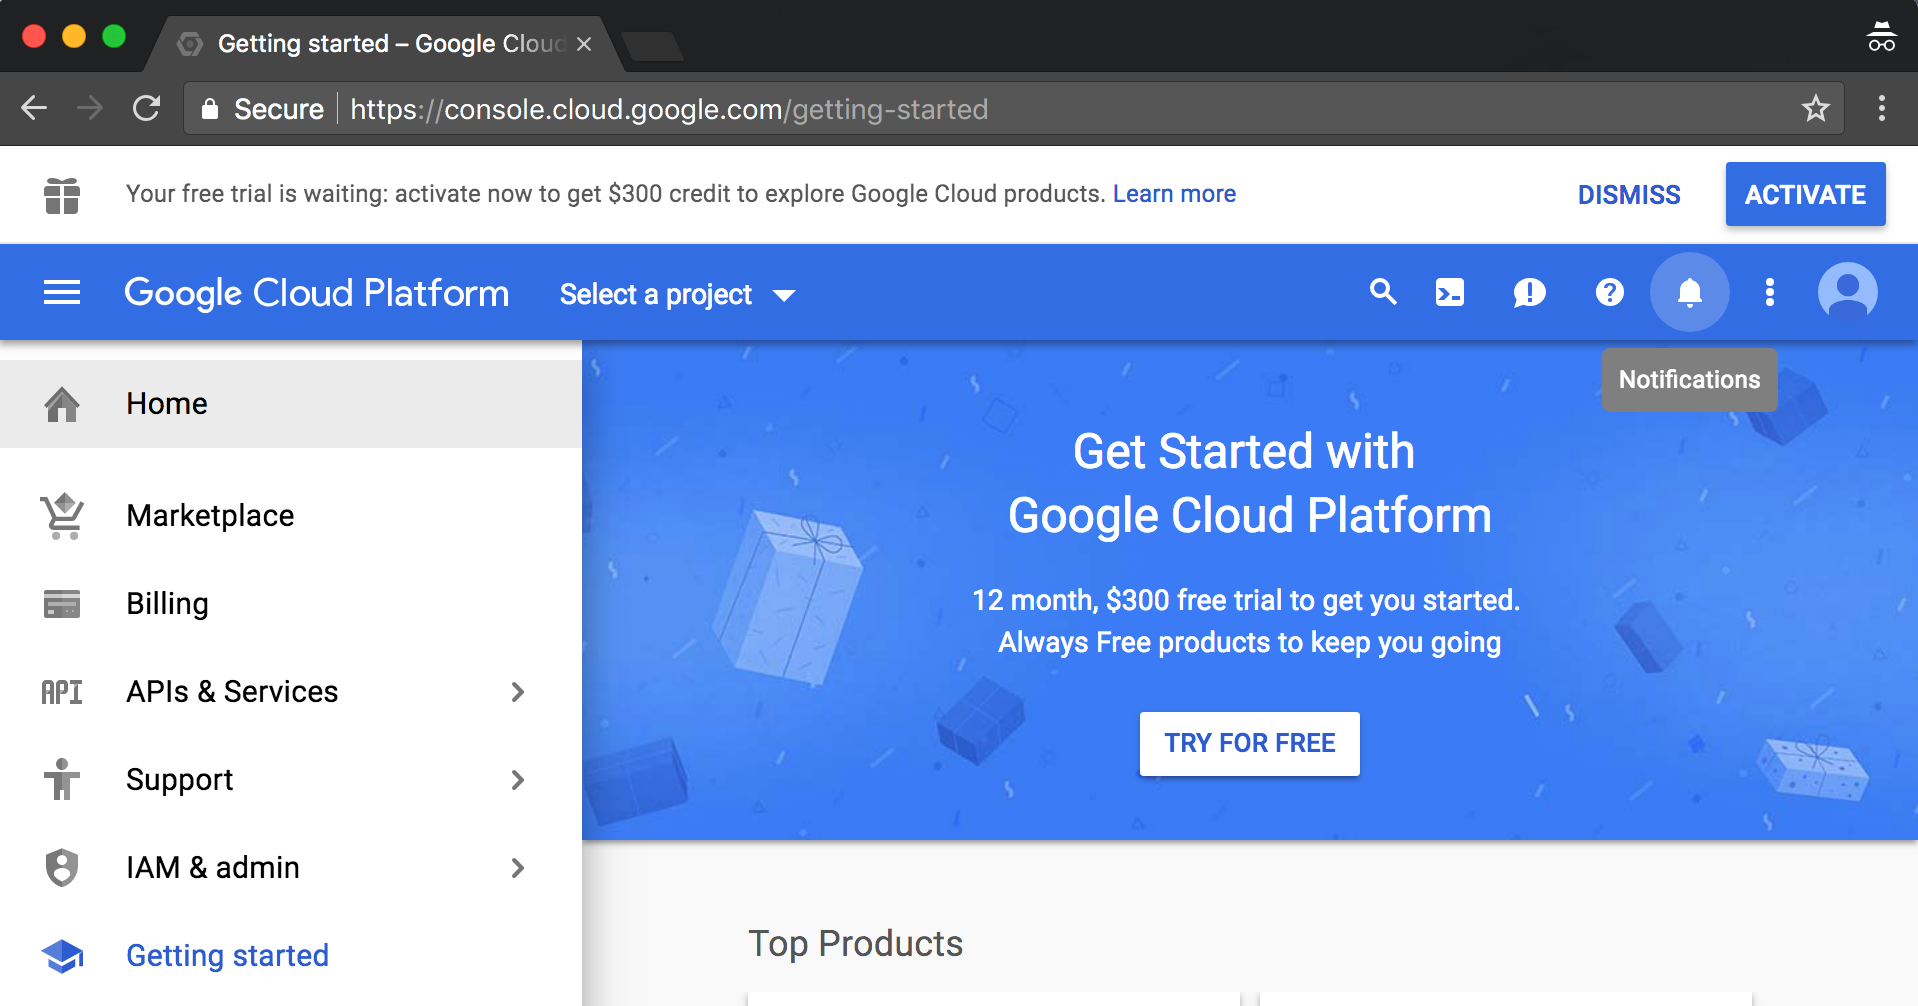 Getting started – Google Cloud
Secure https://console.cloud.google.com/getting-started
Your free trial is waiting: activate now to get $300 credit to explore Google Cloud products. Learn more
DISMISS
ACTIVATE
Google Cloud Platform
Select a project
Notifications
Home
Marketplace
Billing
API APIs & Services
Support
IAM & admin
Getting started
Get Started with
Google Cloud Platform
12 month, $300 free trial to get you started.
Always Free products to keep you going
TRY FOR FREE
Top Products